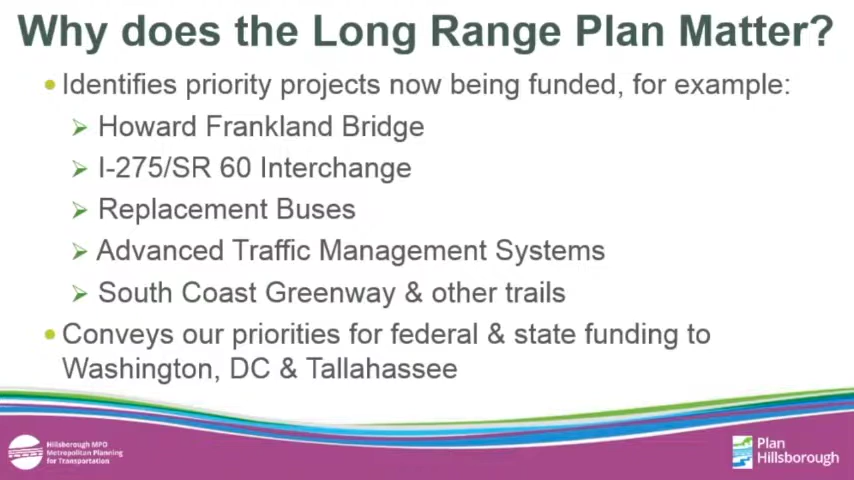 Why does the Long Range Plan Matter?
Identifies priority projects now being funded, for example:
Howard Frankland Bridge
I-275/SR 60 Interchange
Replacement Buses
Advanced Traffic Management Systems
South Coast Greenway & other trails
Conveys our priorities for federal & state funding to
Washington, DC & Tallahassee
Hillsborough MPO
Metropolitan Planning
for Transportation
Plan
Hillsborough